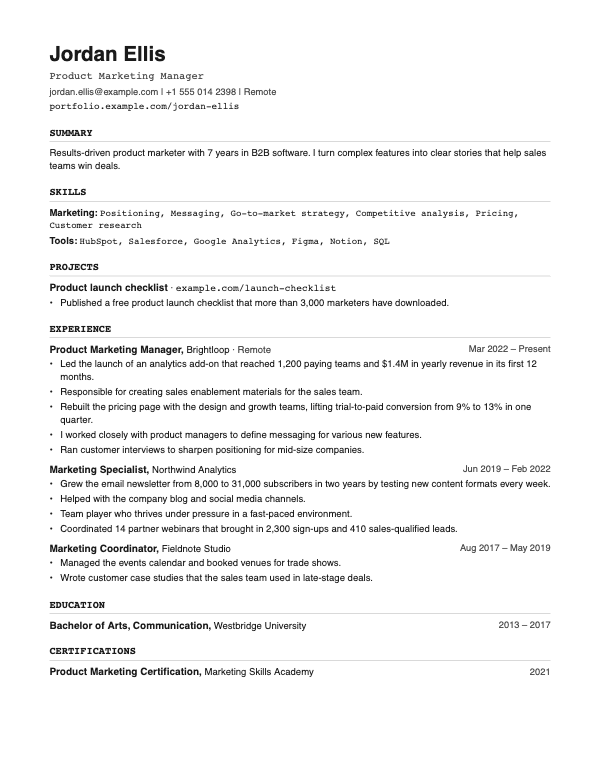 Jordan Ellis
Product Marketing Manager
jordan.ellis@example.com | +1 555 014 2398 | Remote
portfolio.example.com/jordan-ellis
SUMMARY
Results-driven product marketer with 7 years in B2B software. I turn complex features into clear stories that help sales
teams win deals.
SKILLS
Marketing: Positioning, Messaging, Go-to-market strategy, Competitive analysis, Pricing,
Customer research
Tools: HubSpot, Salesforce, Google Analytics, Figma, Notion, SQL
PROJECTS
Product launch checklist · example.com/launch-checklist
• Published a free product launch checklist that more than 3,000 marketers have downloaded.
EXPERIENCE
Product Marketing Manager, Brightloop · Remote Mar 2022 – Present
• Led the launch of an analytics add-on that reached 1,200 paying teams and $1.4M in yearly revenue in its first 12
months.
• Responsible for creating sales enablement materials for the sales team.
• Rebuilt the pricing page with the design and growth teams, lifting trial-to-paid conversion from 9% to 13% in one
quarter.
• I worked closely with product managers to define messaging for various new features.
• Ran customer interviews to sharpen positioning for mid-size companies.
Marketing Specialist, Northwind Analytics Jun 2019 – Feb 2022
• Grew the email newsletter from 8,000 to 31,000 subscribers in two years by testing new content formats every week.
• Helped with the company blog and social media channels.
• Team player who thrives under pressure in a fast-paced environment.
• Coordinated 14 partner webinars that brought in 2,300 sign-ups and 410 sales-qualified leads.
Marketing Coordinator, Fieldnote Studio Aug 2017 – May 2019
• Managed the events calendar and booked venues for trade shows.
• Wrote customer case studies that the sales team used in late-stage deals.
EDUCATION
Bachelor of Arts, Communication, Westbridge University 2013 – 2017
CERTIFICATIONS
Product Marketing Certification, Marketing Skills Academy 2021